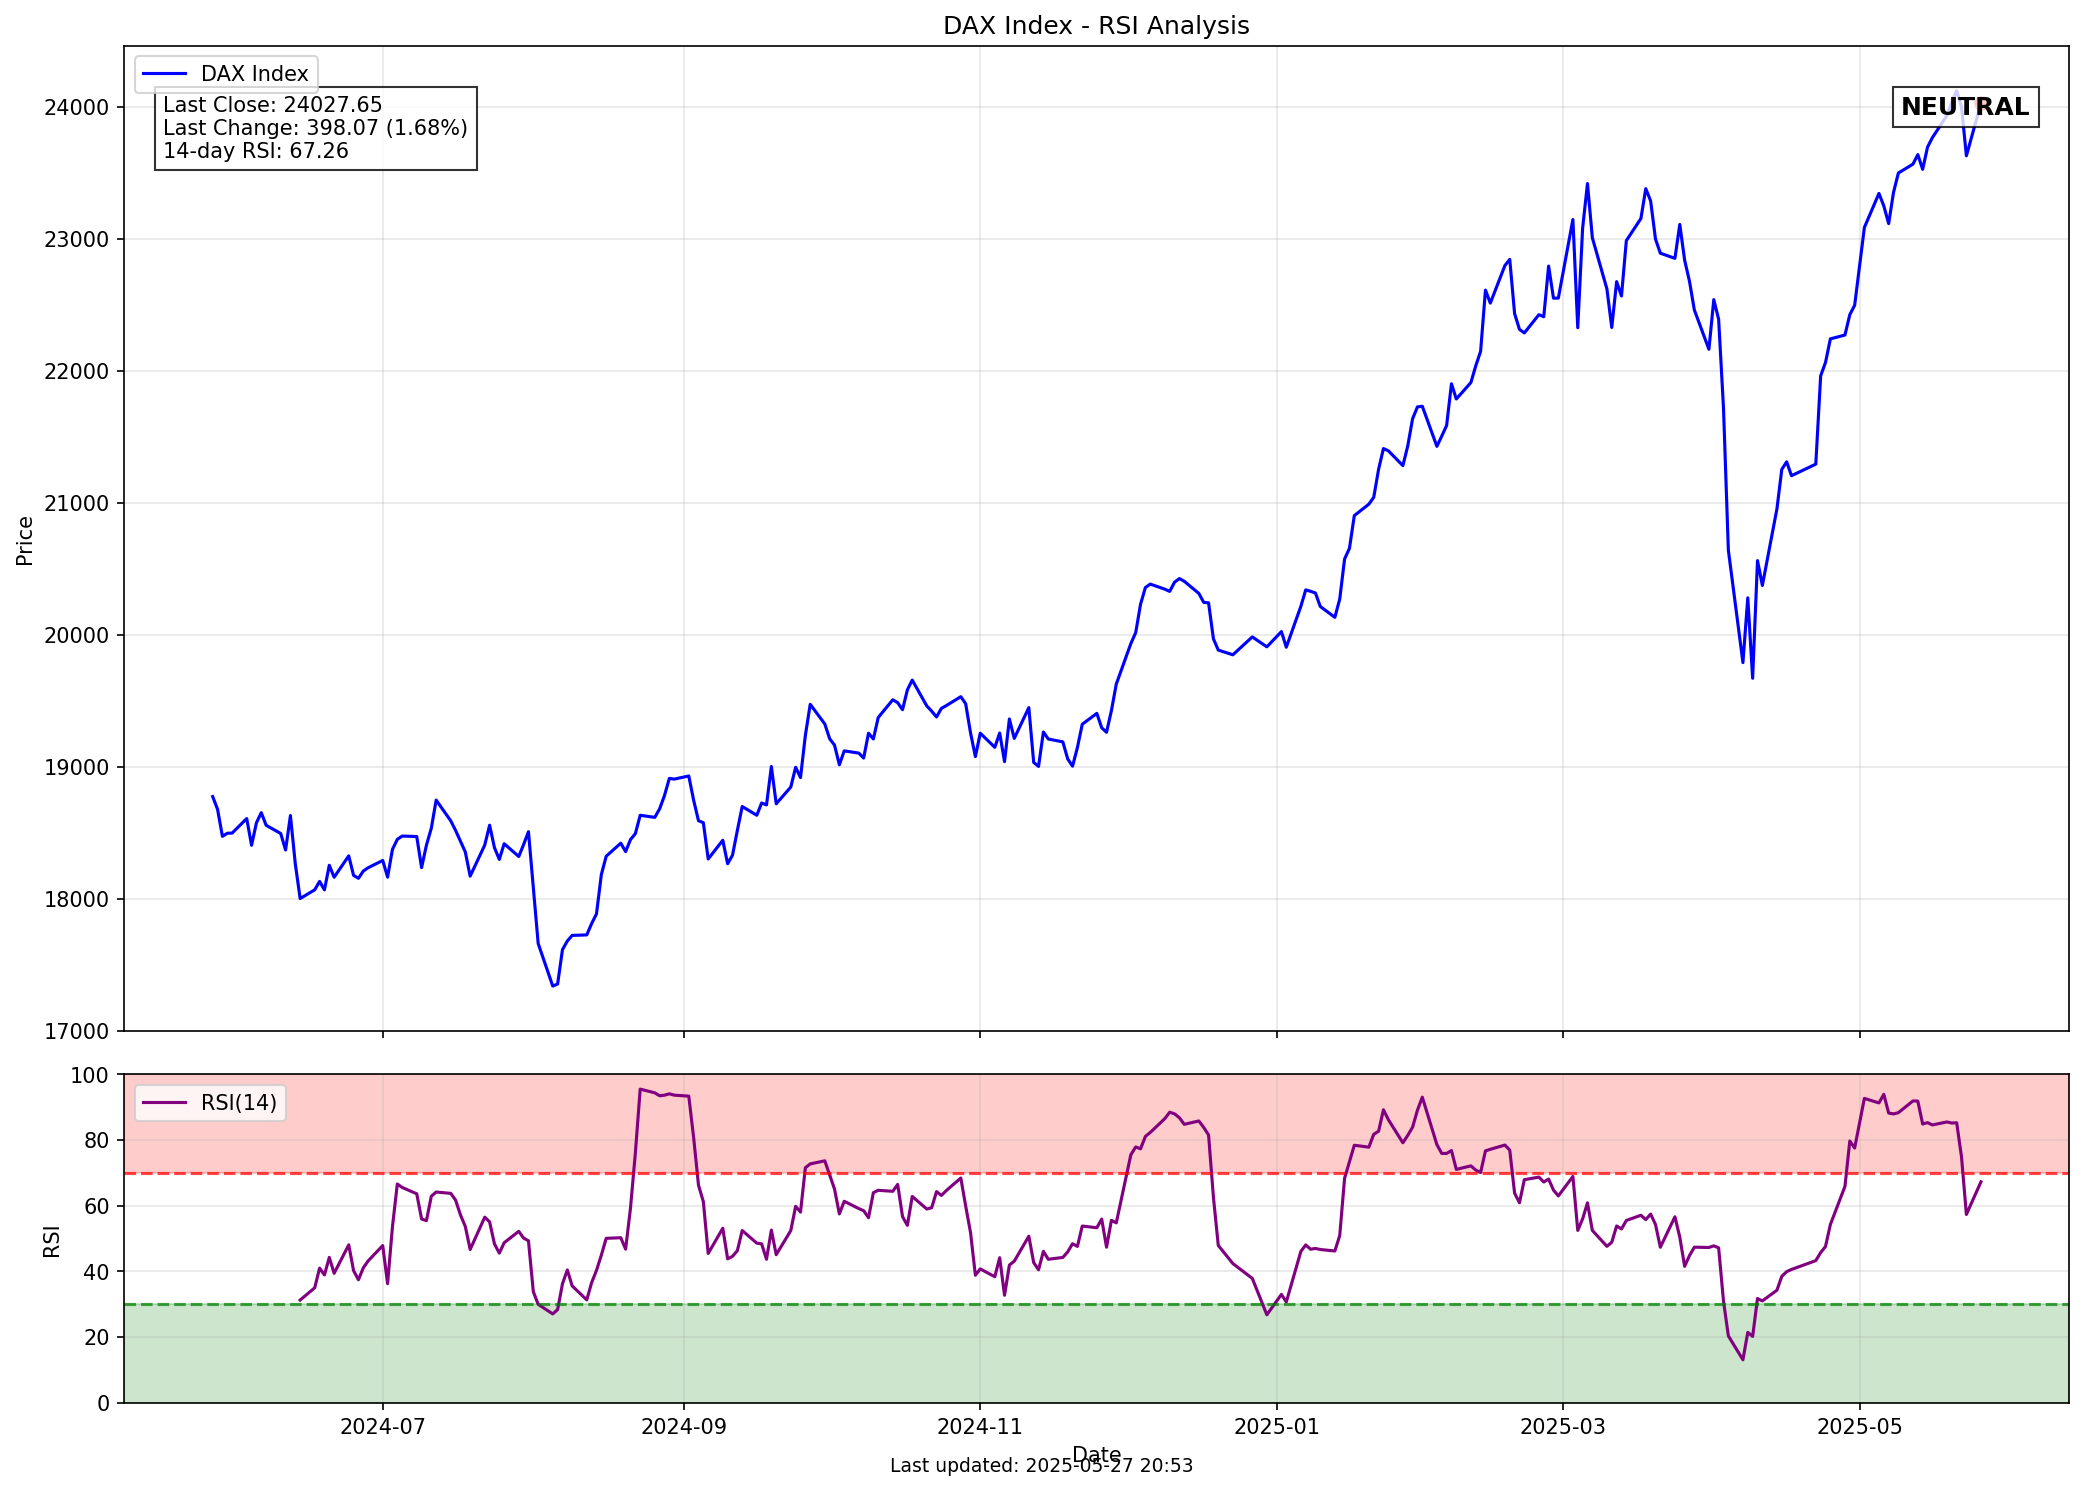 DAX Index - RSI Analysis
DAX Index
Last Close: 24027.65
Last Change: 398.07 (1.68%)
14-day RSI: 67.26
NEUTRAL
24000
23000
22000
21000
20000
19000
18000
17000
Price
RSI(14)
100
80
60
40
20
0
RSI
2024-07
2024-09
2024-11
2025-01
2025-03
2025-05
Date
Last updated: 2025-05-27 20:53